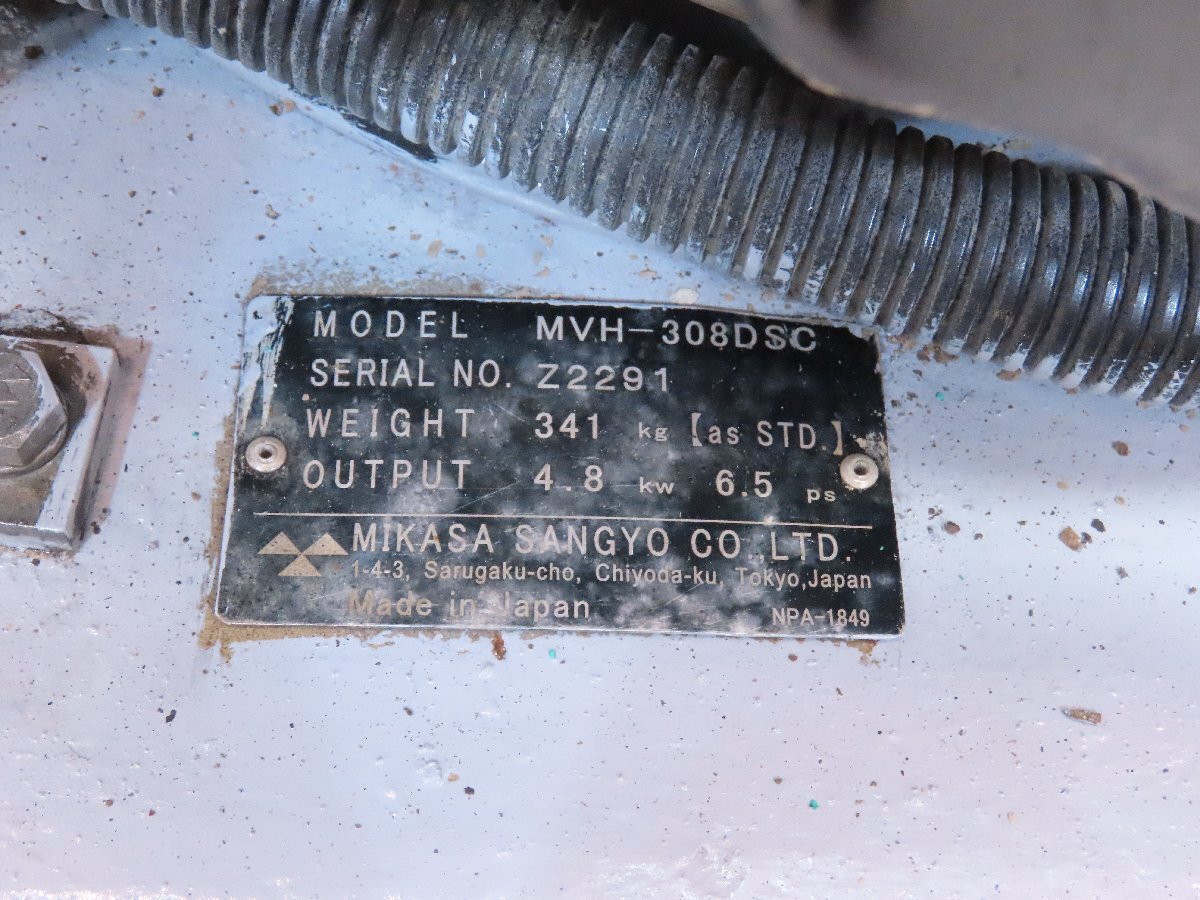 MODEL MVH-308DSC
SERIAL NO. Z2291
WEIGHT 341 kg【as STD.】
OUTPUT 4.8 kw 6.5 ps
MIKASA SANGYO CO.,LTD.
1-4-3, Sarugaku-cho, Chiyoda-ku, Tokyo,Japan
Made in Japan NPA-1849